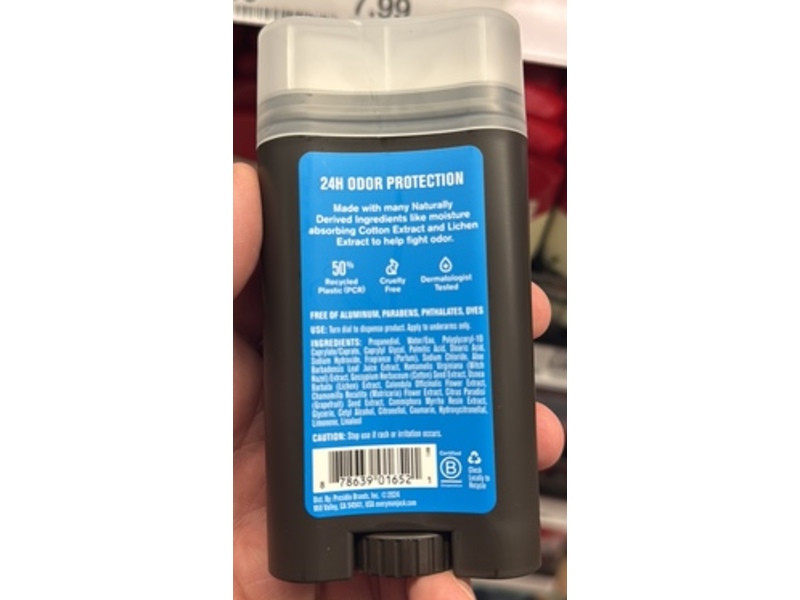 7.99
24H ODOR PROTECTION
Made with many Naturally
Derived Ingredients like moisture
absorbing Cotton Extract and Lichen
Extract to help fight odor.
50%
Recycled
Plastic (PCR)
Cruelty
Free
Dermatologist
Tested
FREE OF ALUMINUM, PARABENS, PHTHALATES, DYES
USE: Turn dial to dispense product. Apply to underarms only.
INGREDIENTS: Propanediol, Water/Eau, Polyglyceryl-10
Caprylate/Caprate, Caprylyl Glycol, Palmitic Acid, Stearic Acid,
Sodium Hydroxide, Fragrance (Parfum), Sodium Chloride, Aloe
Barbadensis Leaf Juice Extract, Hamamelis Virginiana (Witch
Hazel) Extract, Gossypium Herbaceum (Cotton) Seed Extract, Usnea
Barbata (Lichen) Extract, Calendula Officinalis Flower Extract,
Chamomilla Recutita (Matricaria) Flower Extract, Citrus Paradisi
(Grapefruit) Seed Extract, Commiphora Myrrha Resin Extract,
Glycerin, Cetyl Alcohol, Citronellol, Coumarin, Hydroxycitronellal,
Limonene, Linalool
CAUTION: Stop use if rash or irritation occurs.
8 78639 01652 1
Certified
B
Corporation
Check
Locally to
Recycle
Dist. By: Presidio Brands, Inc. ©2024
Mill Valley, CA 94941, USA everymanjack.com